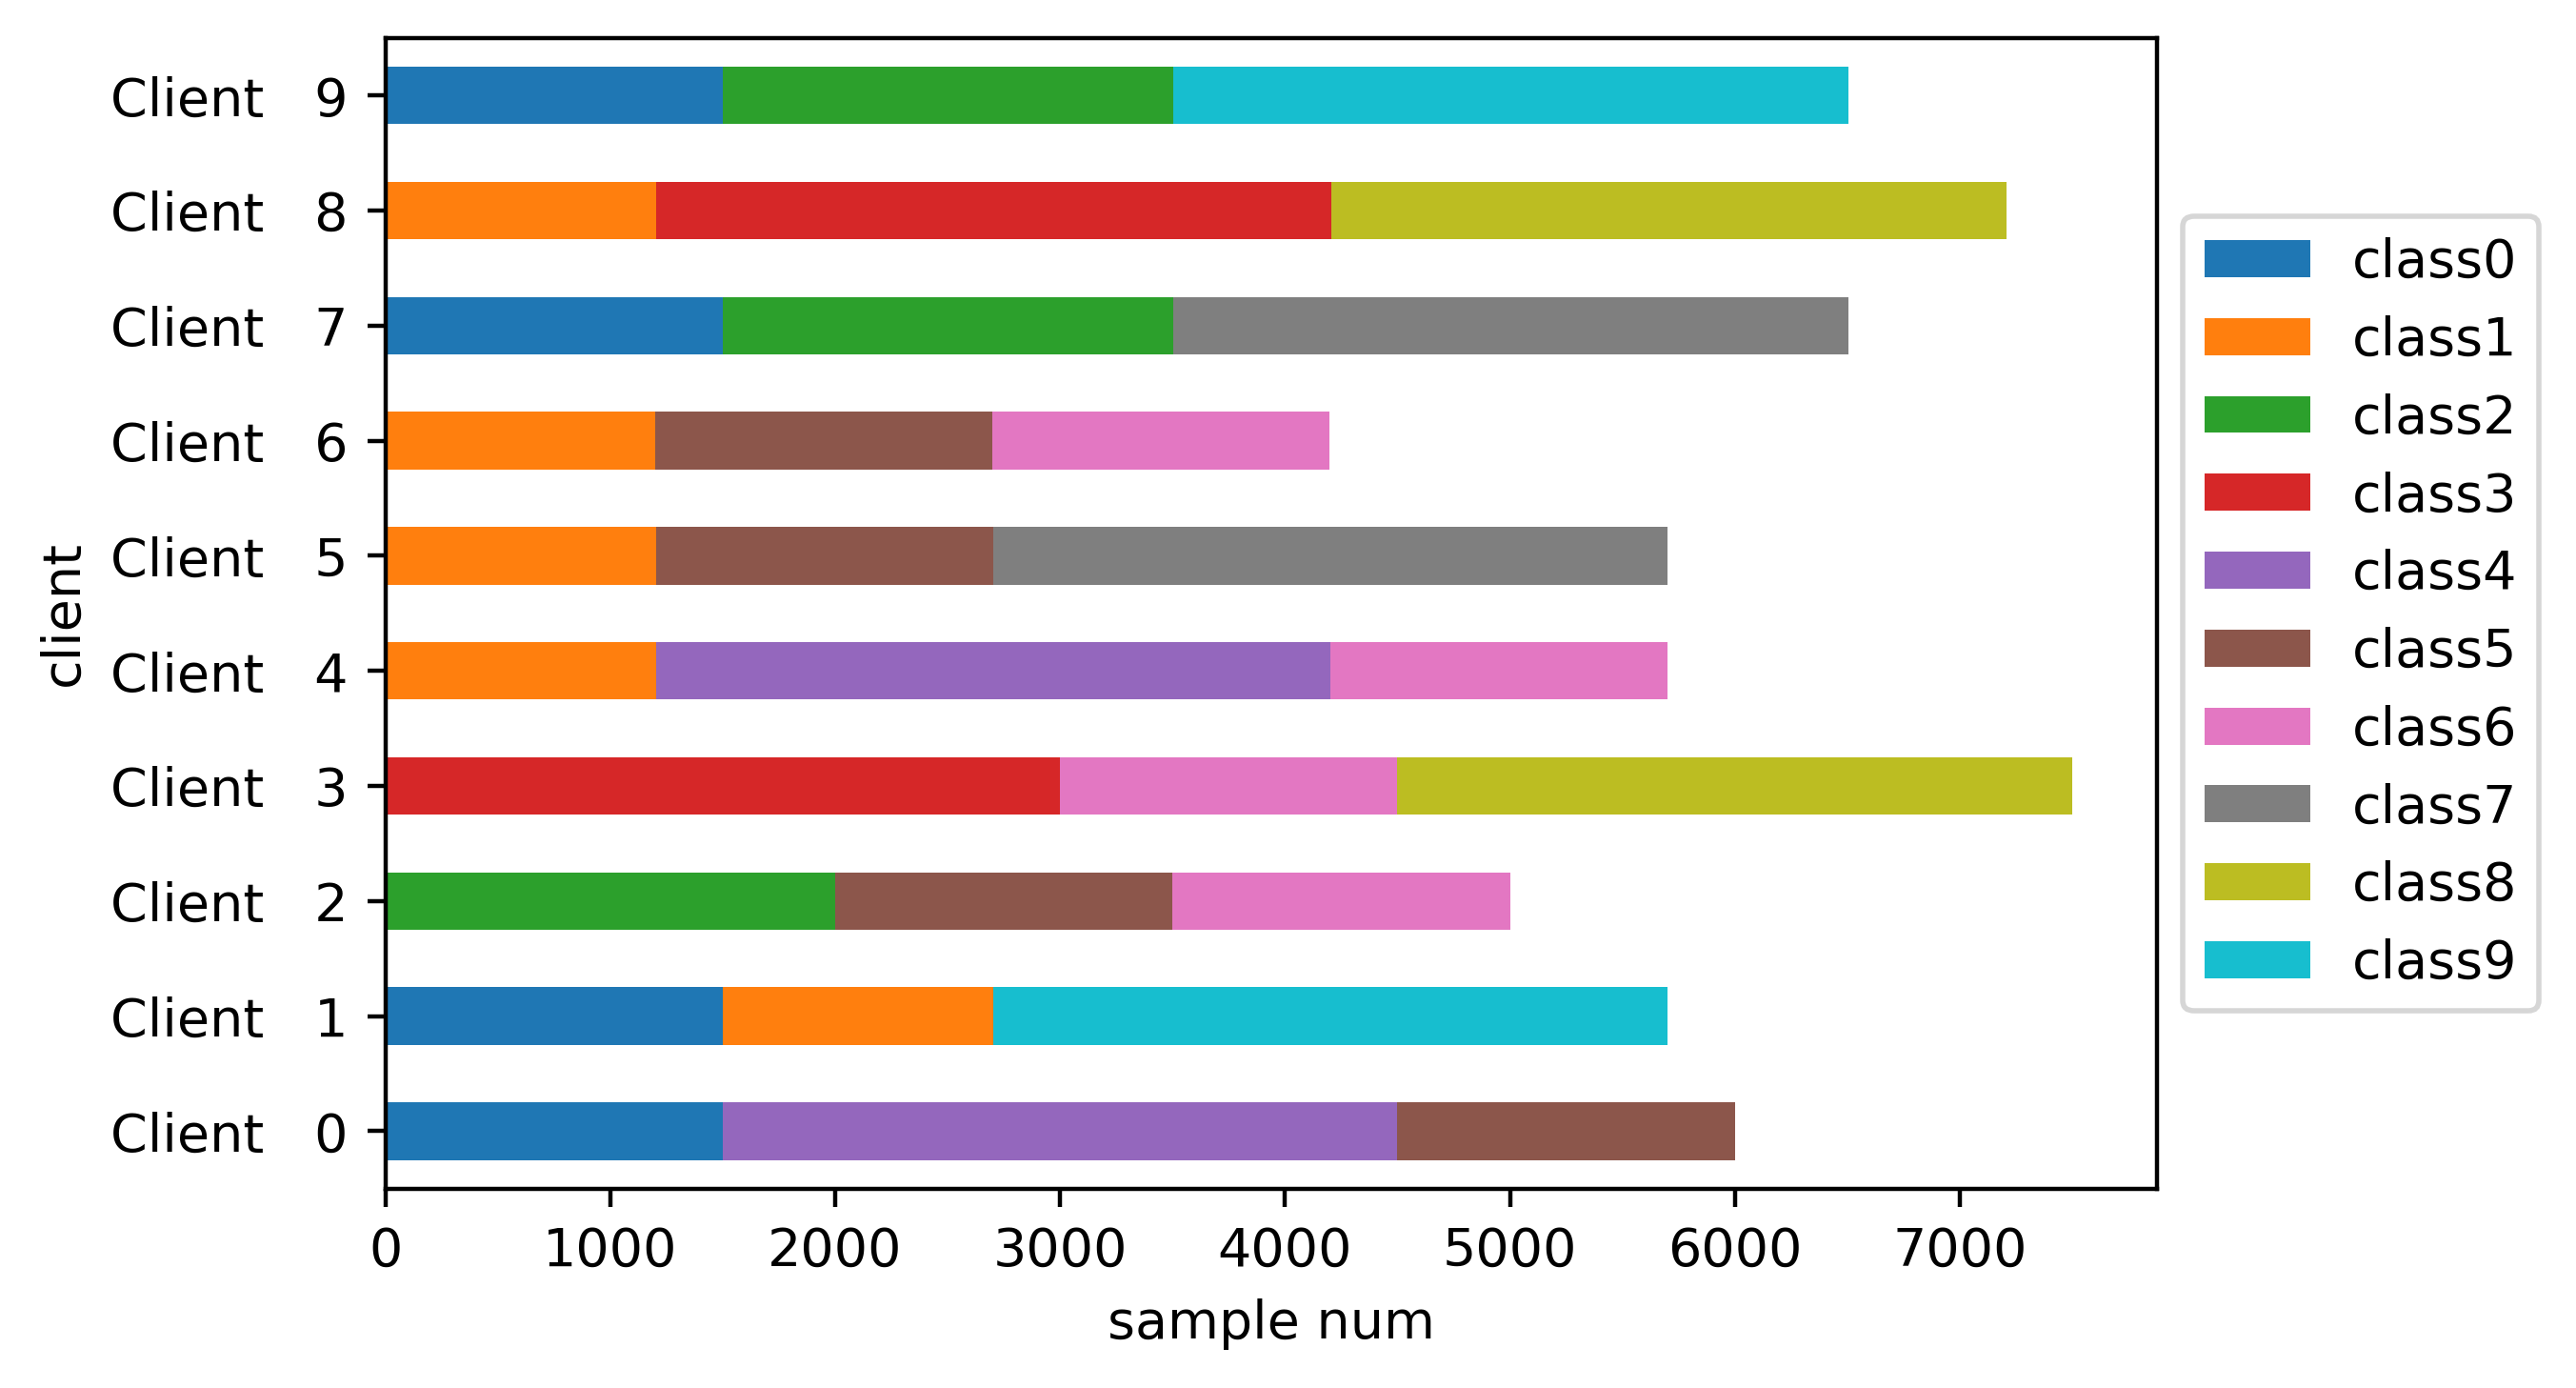 Client 9
Client 8
Client 7
Client 6
Client 5
Client 4
Client 3
Client 2
Client 1
Client 0
client
0 1000 2000 3000 4000 5000 6000 7000
sample num
class0
class1
class2
class3
class4
class5
class6
class7
class8
class9